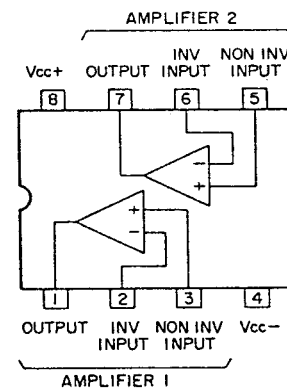 AMPLIFIER 2
INV NON INV
Vcc+ OUTPUT INPUT INPUT
8 7 6 5
−
+
+
−
1 2 3 4
OUTPUT INV NON INV Vcc−
INPUT INPUT
AMPLIFIER 1